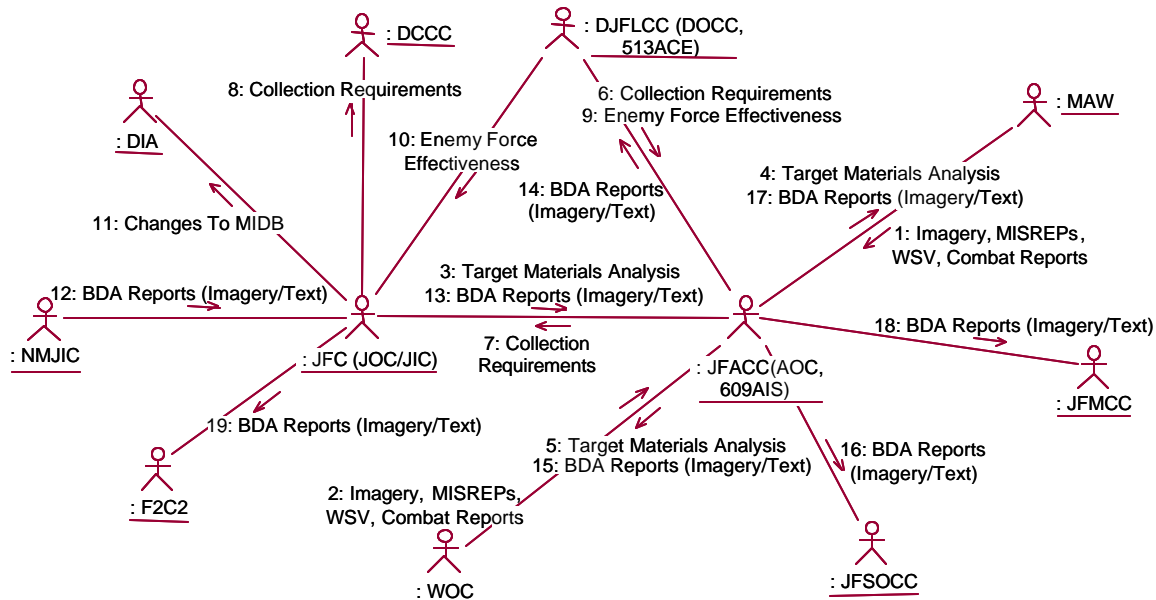 : DCCC
: DJFLCC (DOCC,
513ACE)
8: Collection Requirements
6: Collection Requirements
9: Enemy Force Effectiveness
: MAW
: DIA
10: Enemy Force
Effectiveness
14: BDA Reports
(Imagery/Text)
4: Target Materials Analysis
17: BDA Reports (Imagery/Text)
11: Changes To MIDB
1: Imagery, MISREPs,
WSV, Combat Reports
3: Target Materials Analysis
12: BDA Reports (Imagery/Text)
13: BDA Reports (Imagery/Text)
18: BDA Reports (Imagery/Text)
: NMJIC
: JFC (JOC/JIC)
7: Collection
Requirements
: JFACC(AOC,
609AIS)
: JFMCC
19: BDA Reports (Imagery/Text)
5: Target Materials Analysis
15: BDA Reports (Imagery/Text)
16: BDA Reports
(Imagery/Text)
2: Imagery, MISREPs,
WSV, Combat Reports
: F2C2
: WOC
: JFSOCC